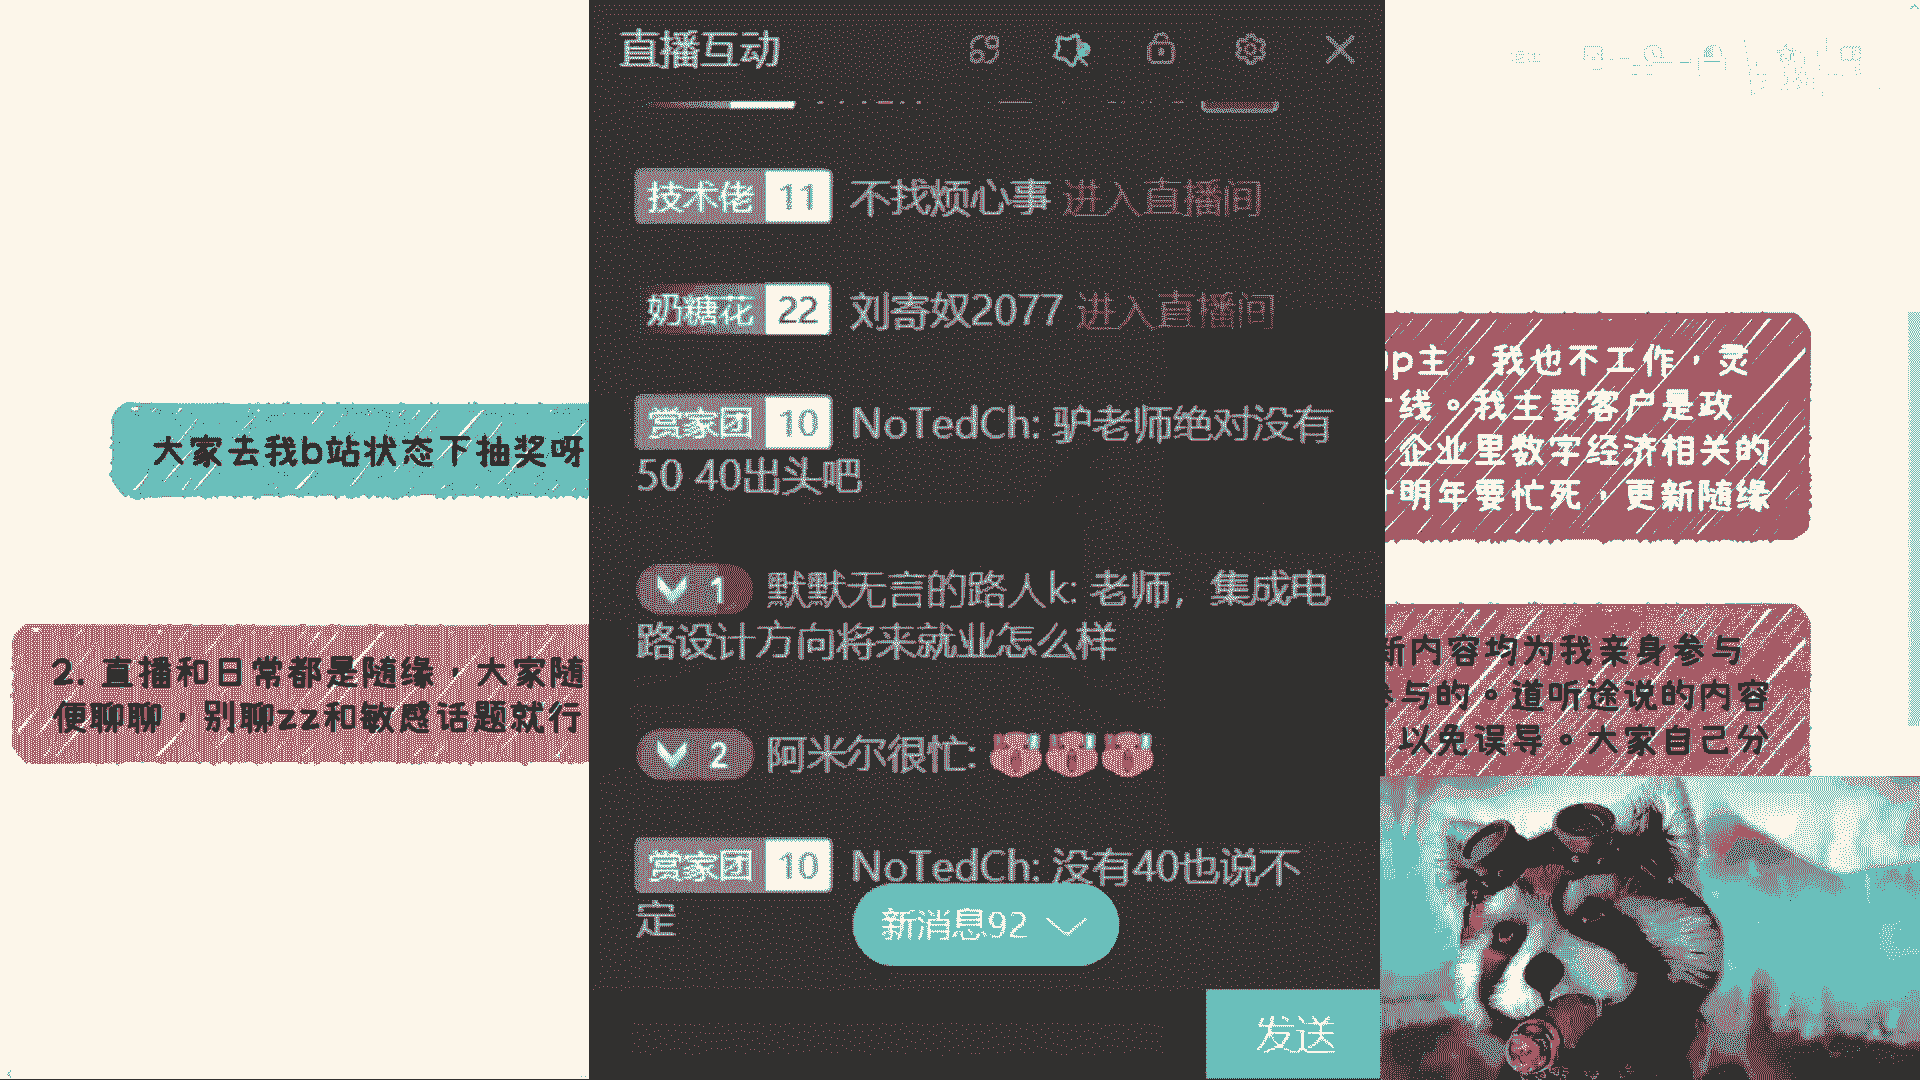 直播互动
技术佬 11 不找烦心事 进入直播间
奶糖花 22 刘寄奴2077 进入直播间
赏家团 10 NoTedCh: 驴老师绝对没有
50 40出头吧
1 默默无言的路人k: 老师，集成电
路设计方向将来就业怎么样
2 阿米尔很忙:
赏家团 10 NoTedCh: 没有40也说不
定
新消息92
发送
大家去我b站状态下抽奖呀
2. 直播和日常都是随缘，大家随
便聊聊，别聊zz和敏感话题就行
p主，我也不工作，灵
线。我主要客户是政
企业里数字经济相关的
明年要忙死，更新随缘
新内容均为我亲身参与
参与的。道听途说的内容
以免误导。大家自己分